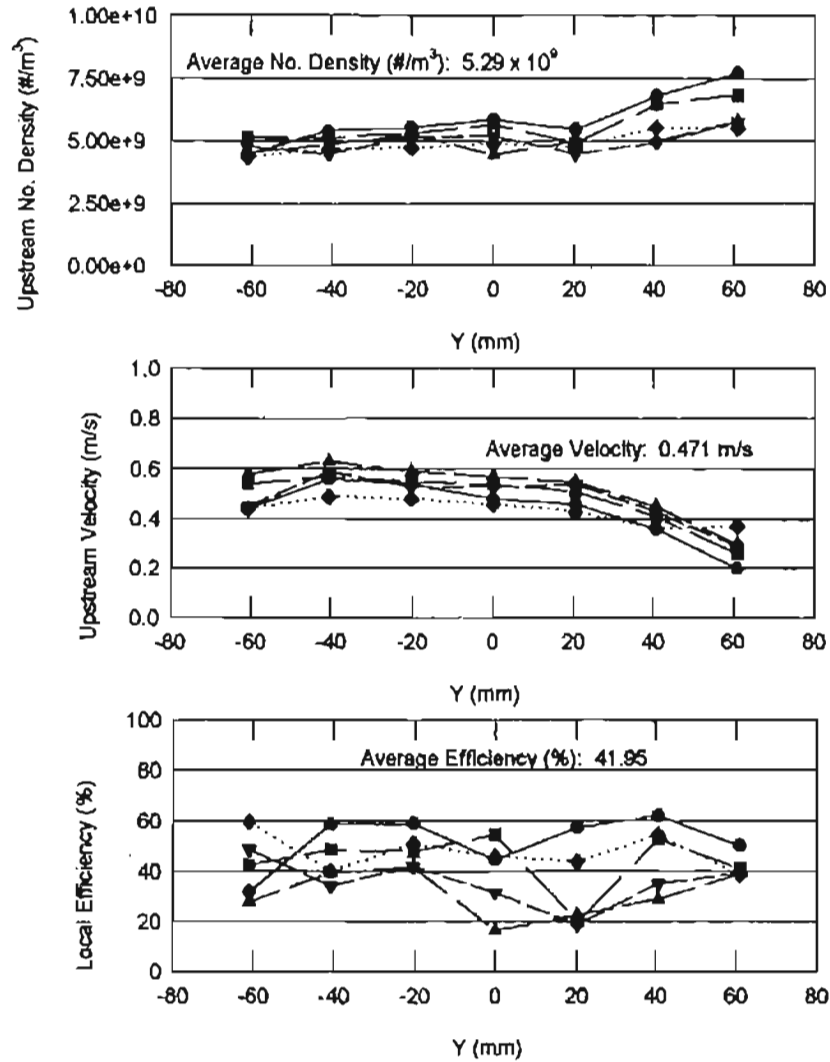 1.00e+10
Average No. Density (#/m³): 5.29 x 10⁹
7.50e+9
5.00e+9
2.50e+9
0.00e+0
Upstream No. Density (#/m³)
-80 -60 -40 -20 0 20 40 60 80
Y (mm)
1.0
0.8
Average Velocity: 0.471 m/s
0.6
0.4
0.2
0.0
Upstream Velocity (m/s)
-80 -60 -40 -20 0 20 40 60 80
Y (mm)
100
Average Efficiency (%): 41.95
80
60
40
20
0
Local Efficiency (%)
-80 -60 -40 -20 0 20 40 60 80
Y (mm)